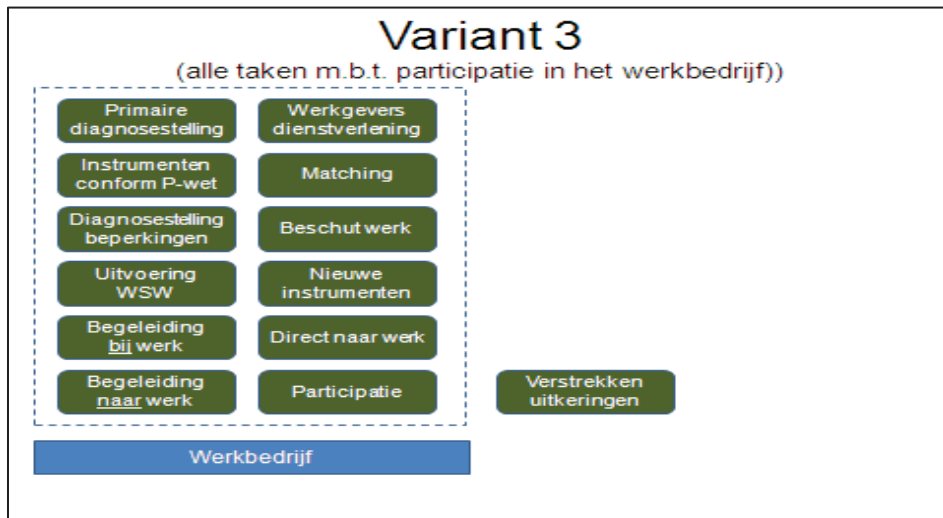 Variant 3
(alle taken m.b.t. participatie in het werkbedrijf))
Primaire
diagnosestelling
Werkgevers
dienstverlening
Instrumenten
conform P-wet
Matching
Diagnosestelling
beperkingen
Beschut werk
Uitvoering
WSW
Nieuwe
instrumenten
Begeleiding
bij werk
Direct naar werk
Begeleiding
naar werk
Participatie
Verstrekken
uitkeringen
Werkbedrijf